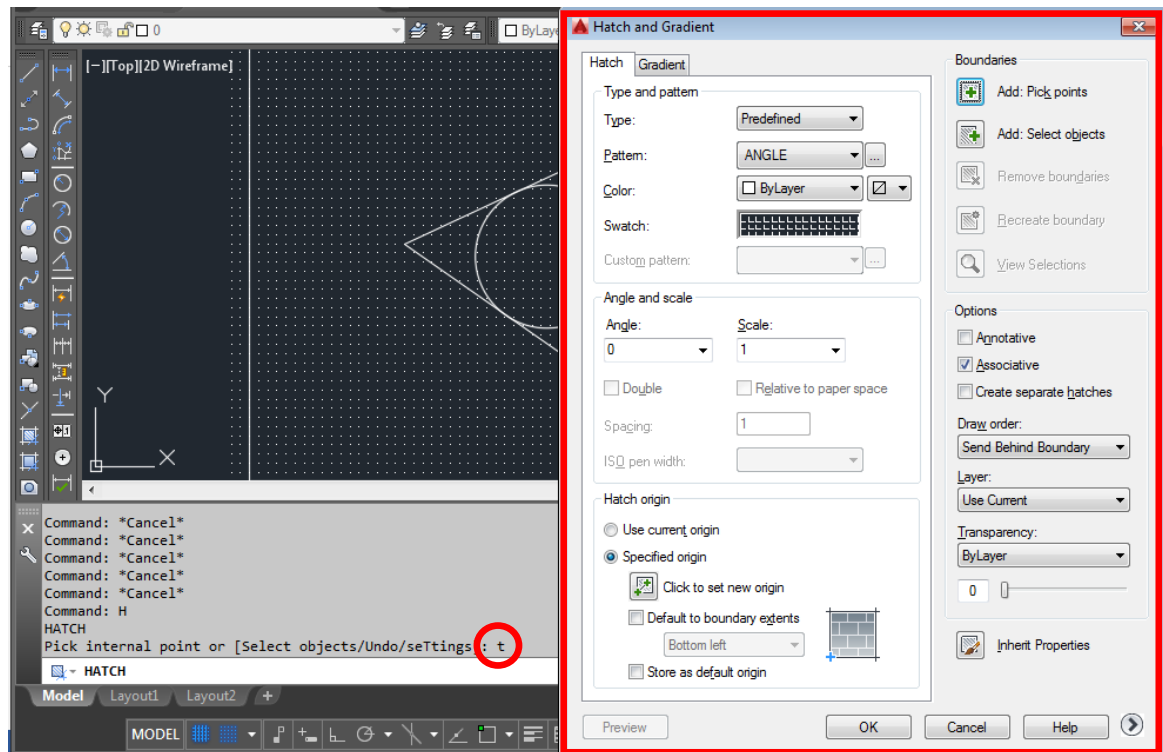 0
ByLaye
[−][Top][2D Wireframe]
Y
X
Command: *Cancel*
Command: *Cancel*
Command: *Cancel*
Command: *Cancel*
Command: *Cancel*
Command: H
HATCH
Pick internal point or [Select objects/Undo/seTtings]: t
HATCH
Model Layout1 Layout2 +
MODEL
Hatch and Gradient
Hatch Gradient
Type and pattern
Type: Predefined
Pattern: ANGLE ...
Color: ByLayer
Swatch:
Custom pattern: ...
Angle and scale
Angle: Scale:
0 1
Double Relative to paper space
Spacing: 1
ISO pen width:
Hatch origin
Use current origin
Specified origin
Click to set new origin
Default to boundary extents
Bottom left
Store as default origin
Boundaries
Add: Pick points
Add: Select objects
Remove boundaries
Recreate boundary
View Selections
Options
Annotative
Associative
Create separate hatches
Draw order:
Send Behind Boundary
Layer:
Use Current
Transparency:
ByLayer
0
Inherit Properties
Preview OK Cancel Help